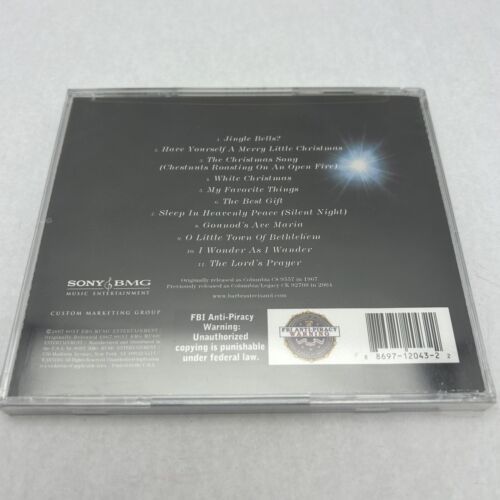 1. Jingle Bells?
2. Have Yourself A Merry Little Christmas
3. The Christmas Song
(Chestnuts Roasting On An Open Fire)
4. White Christmas
5. My Favorite Things
6. The Best Gift
7. Sleep In Heavenly Peace (Silent Night)
8. Gounod's Ave Maria
9. O Little Town Of Bethlehem
10. I Wonder As I Wander
11. The Lord's Prayer
Originally released as Columbia CS 9557 in 1967
Previously released as Columbia/Legacy CK 92709 in 2004
www.barbrastreisand.com
SONY BMG
MUSIC ENTERTAINMENT
CUSTOM MARKETING GROUP
FBI Anti-Piracy
Warning:
Unauthorized
copying is punishable
under federal law.
FBI ANTI-PIRACY
WARNING
8 8697-12043-2 2